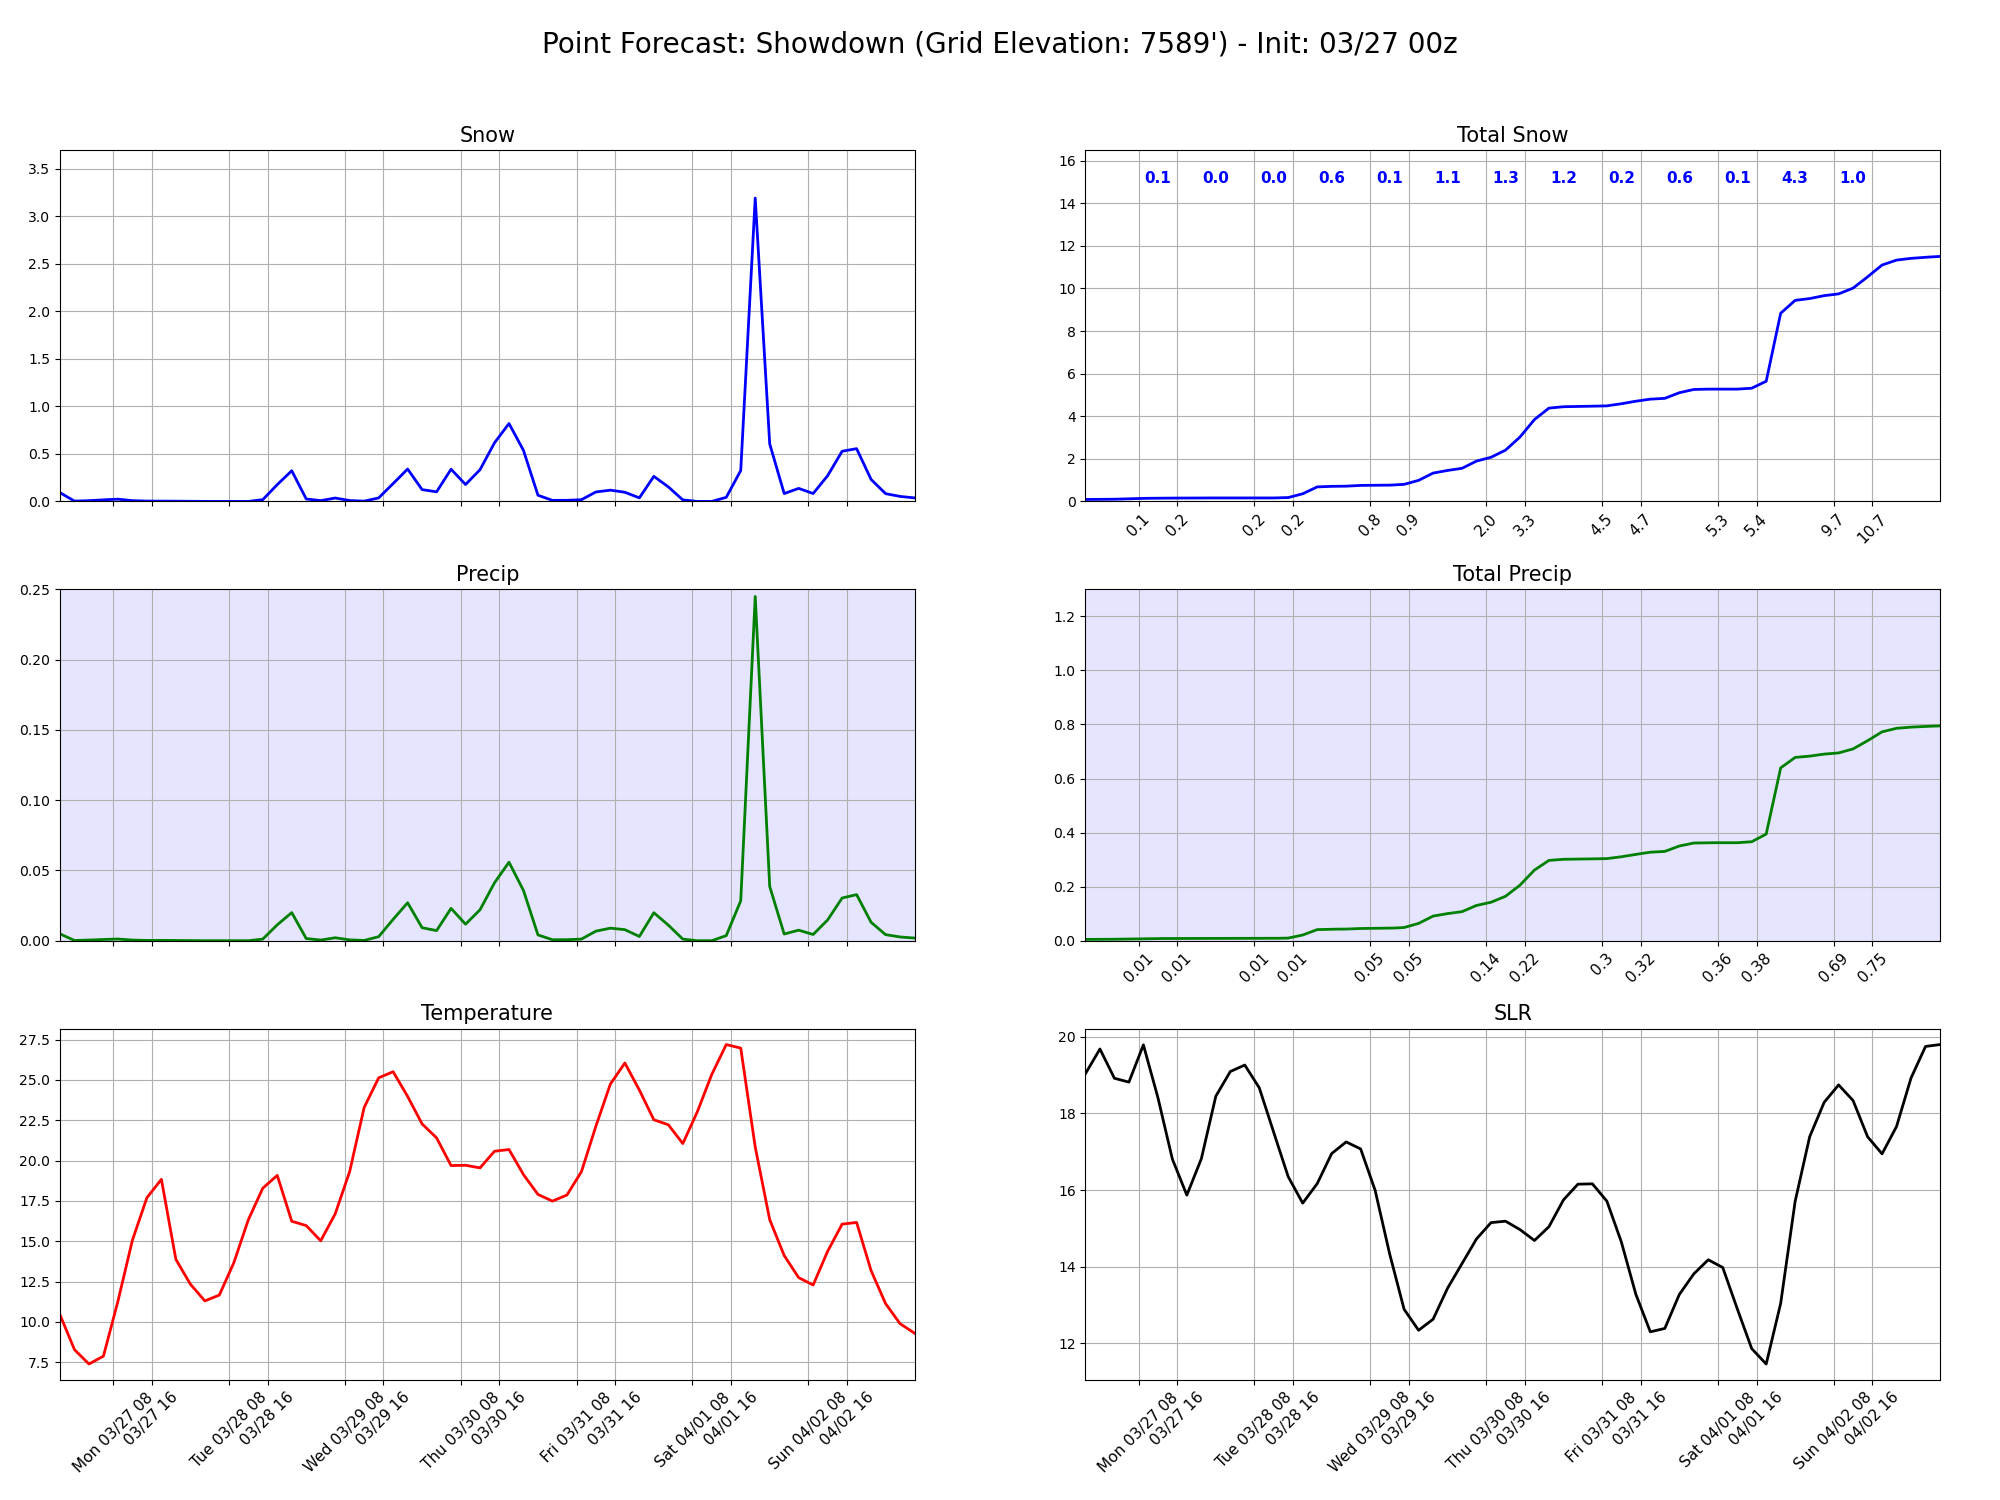 Point Forecast: Showdown (Grid Elevation: 7589') - Init: 03/27 00z
Snow
3.5
3.0
2.5
2.0
1.5
1.0
0.5
0.0
Total Snow
16
14
12
10
8
6
4
2
0
0.1 0.0 0.0 0.6 0.1 1.1 1.3 1.2 0.2 0.6 0.1 4.3 1.0
0.1 0.2 0.2 0.2 0.8 0.9 2.0 3.3 4.5 4.7 5.3 5.4 9.7 10.7
Precip
0.25
0.20
0.15
0.10
0.05
0.00
Total Precip
1.2
1.0
0.8
0.6
0.4
0.2
0.0
0.01 0.01 0.01 0.01 0.05 0.05 0.14 0.22 0.3 0.32 0.36 0.38 0.69 0.75
Temperature
27.5
25.0
22.5
20.0
17.5
15.0
12.5
10.0
7.5
Mon 03/27 08
03/27 16
Tue 03/28 08
03/28 16
Wed 03/29 08
03/29 16
Thu 03/30 08
03/30 16
Fri 03/31 08
03/31 16
Sat 04/01 08
04/01 16
Sun 04/02 08
04/02 16
SLR
20
18
16
14
12
Mon 03/27 08
03/27 16
Tue 03/28 08
03/28 16
Wed 03/29 08
03/29 16
Thu 03/30 08
03/30 16
Fri 03/31 08
03/31 16
Sat 04/01 08
04/01 16
Sun 04/02 08
04/02 16